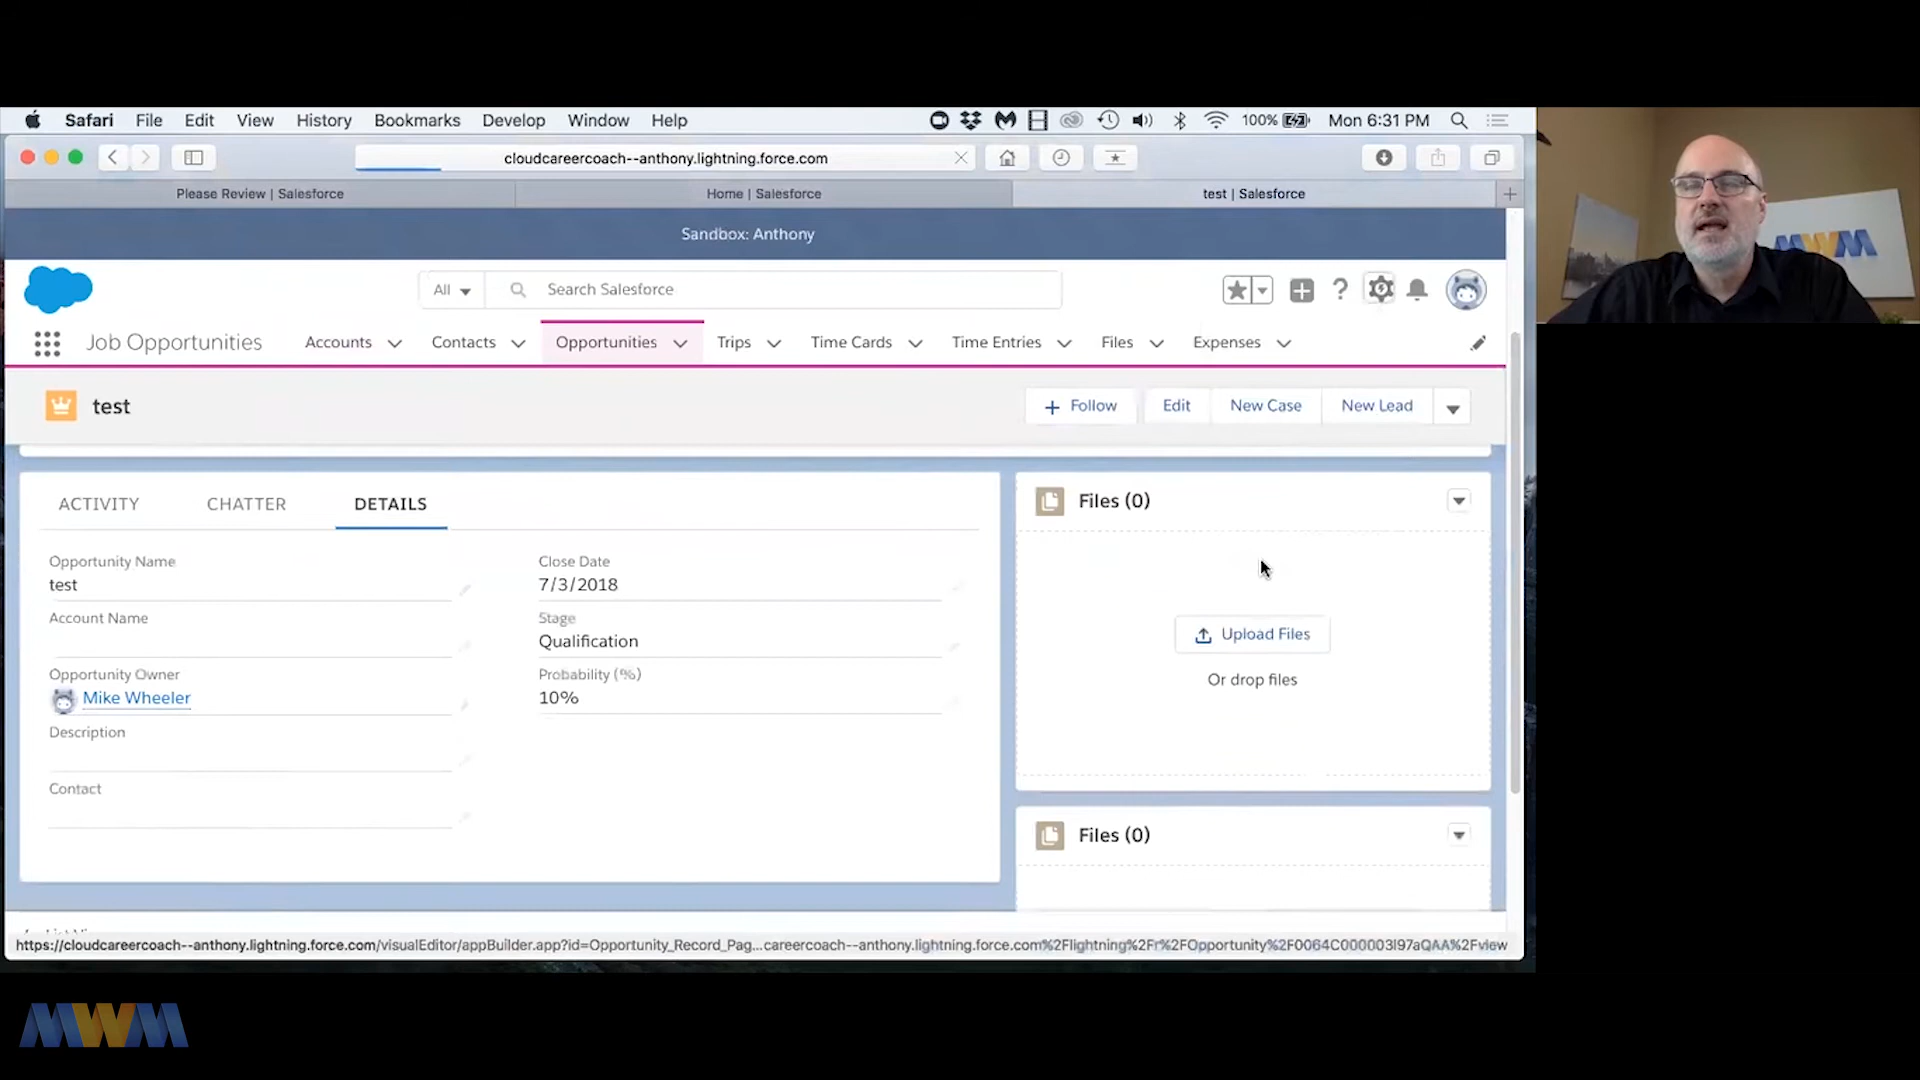 Safari File Edit View History Bookmarks Develop Window Help 100% Mon 6:31 PM
cloudcareercoach--anthony.lightning.force.com
Please Review | Salesforce Home | Salesforce test | Salesforce
Sandbox: Anthony
All Search Salesforce
Job Opportunities Accounts Contacts Opportunities Trips Time Cards Time Entries Files Expenses
test
Follow Edit New Case New Lead
ACTIVITY CHATTER DETAILS
Opportunity Name
test
Account Name
Opportunity Owner
Mike Wheeler
Description
Contact
Close Date
7/3/2018
Stage
Qualification
Probability (%)
10%
Files (0)
Upload Files
Or drop files
Files (0)
https://cloudcareercoach--anthony.lightning.force.com/visualEditor/appBuilder.app?id=Opportunity_Record_Pag...careercoach--anthony.lightning.force.com%2Flightning%2Fr%2FOpportunity%2F0064C000003I97aQAA%2Fview
MWM
MWM